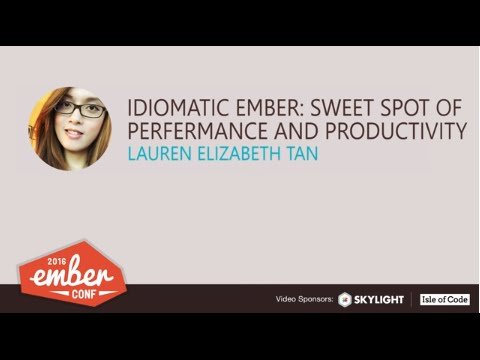 IDIOMATIC EMBER: SWEET SPOT OF
PERFERMANCE AND PRODUCTIVITY
LAUREN ELIZABETH TAN
2016
ember
CONF
Video Sponsors: SKYLIGHT Isle of Code